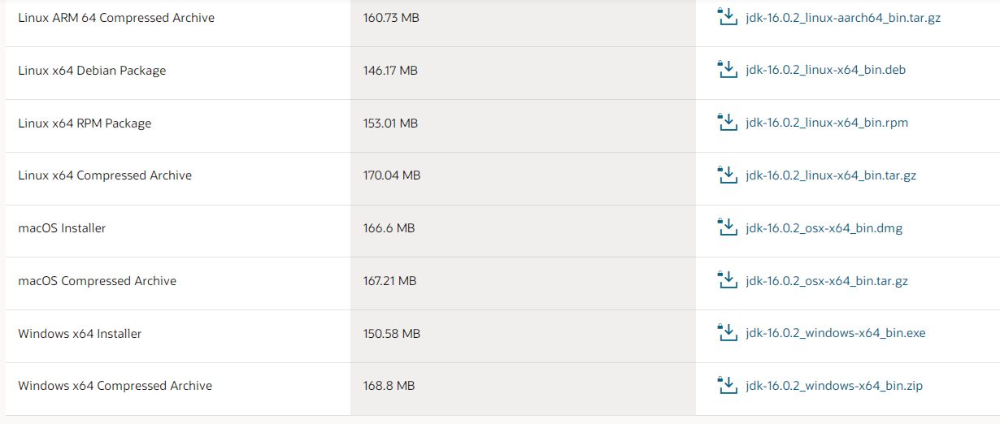 Linux ARM 64 Compressed Archive 160.73 MB jdk-16.0.2_linux-aarch64_bin.tar.gz
Linux x64 Debian Package 146.17 MB jdk-16.0.2_linux-x64_bin.deb
Linux x64 RPM Package 153.01 MB jdk-16.0.2_linux-x64_bin.rpm
Linux x64 Compressed Archive 170.04 MB jdk-16.0.2_linux-x64_bin.tar.gz
macOS Installer 166.6 MB jdk-16.0.2_osx-x64_bin.dmg
macOS Compressed Archive 167.21 MB jdk-16.0.2_osx-x64_bin.tar.gz
Windows x64 Installer 150.58 MB jdk-16.0.2_windows-x64_bin.exe
Windows x64 Compressed Archive 168.8 MB jdk-16.0.2_windows-x64_bin.zip